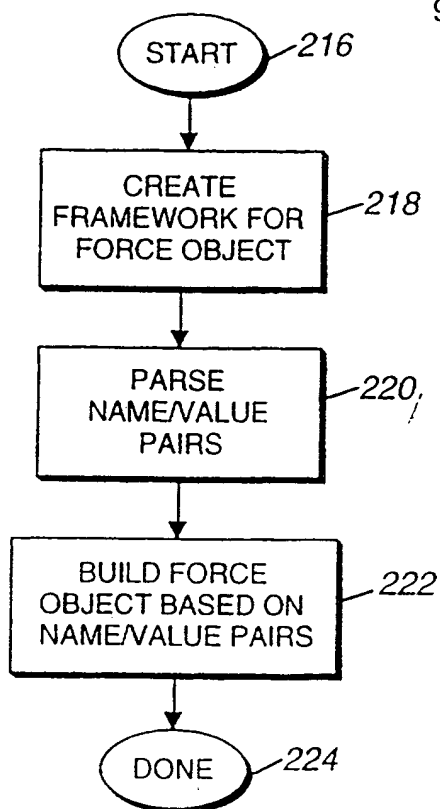 9
START 216
CREATE
FRAMEWORK FOR 218
FORCE OBJECT
PARSE
NAME/VALUE 220
PAIRS
BUILD FORCE
OBJECT BASED ON 222
NAME/VALUE PAIRS
DONE 224